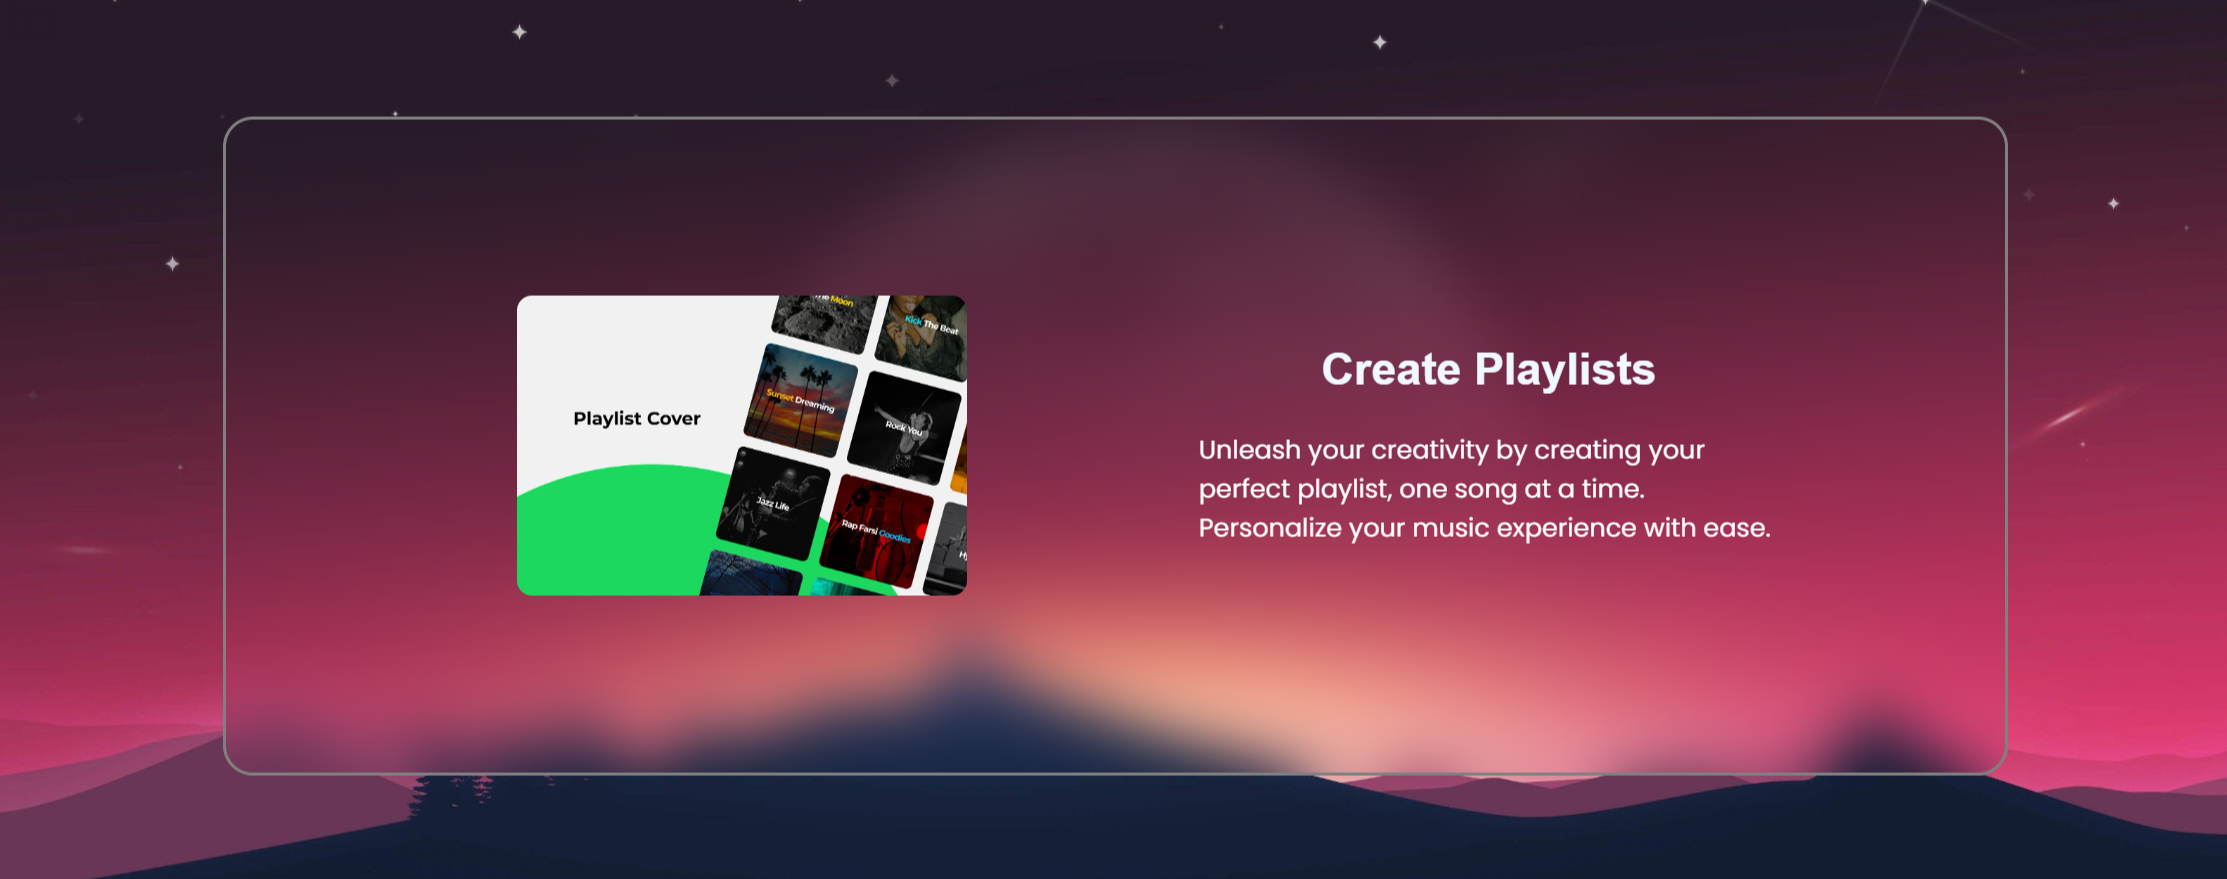 Moon
Kick The Beat
Sunset Dreaming
Playlist Cover
Rock You
Jazz Life
Rap Farsi Goodies
Create Playlists
Unleash your creativity by creating your
perfect playlist, one song at a time.
Personalize your music experience with ease.